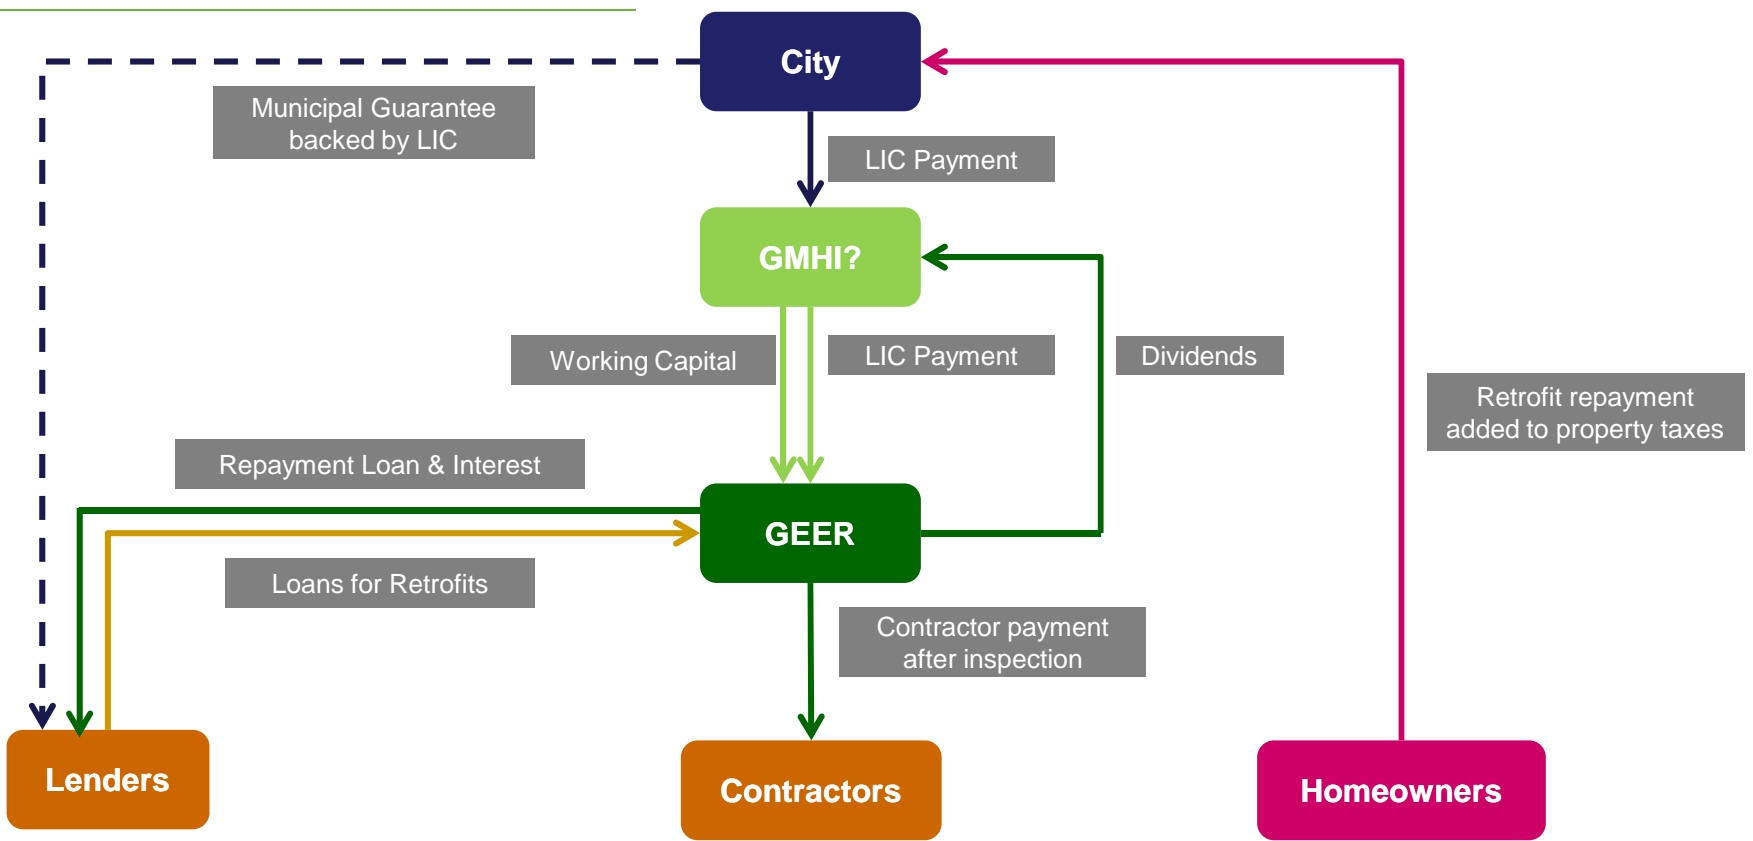 City
Municipal Guarantee
backed by LIC
LIC Payment
GMHI?
Working Capital
LIC Payment
Dividends
Retrofit repayment
added to property taxes
Repayment Loan & Interest
GEER
Loans for Retrofits
Contractor payment
after inspection
Lenders
Contractors
Homeowners